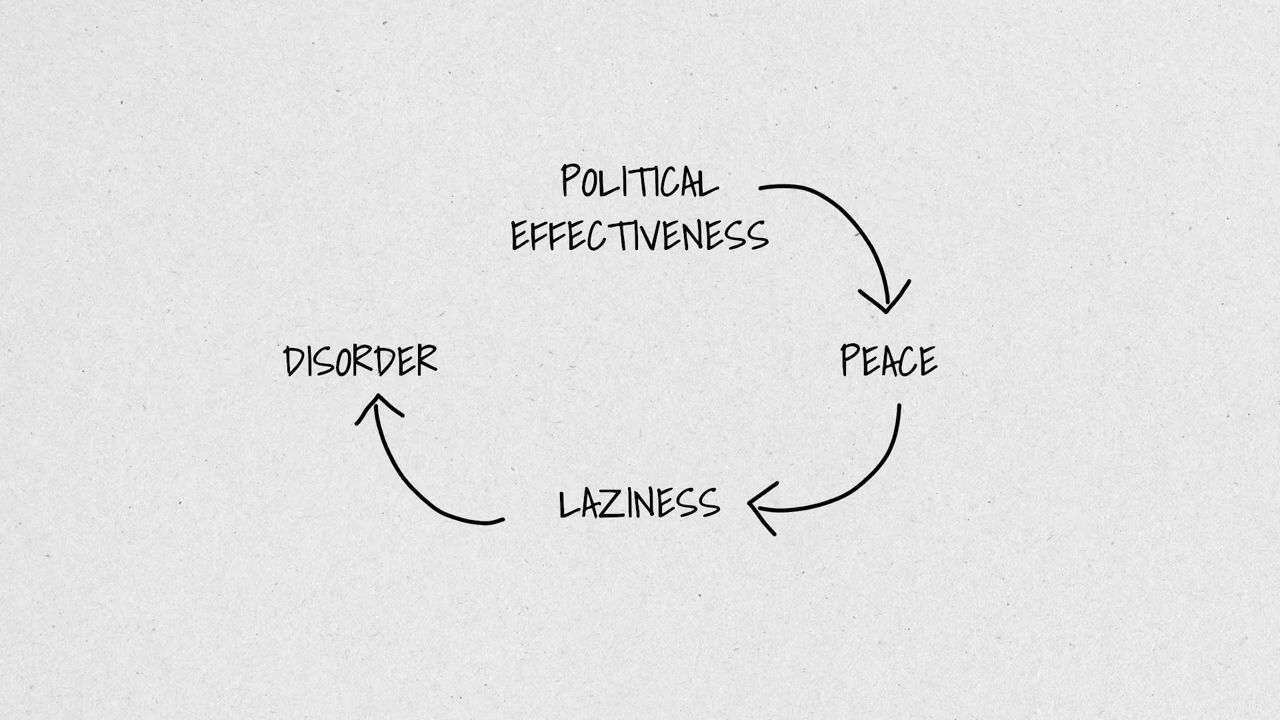 POLITICAL
EFFECTIVENESS
DISORDER
PEACE
LAZINESS